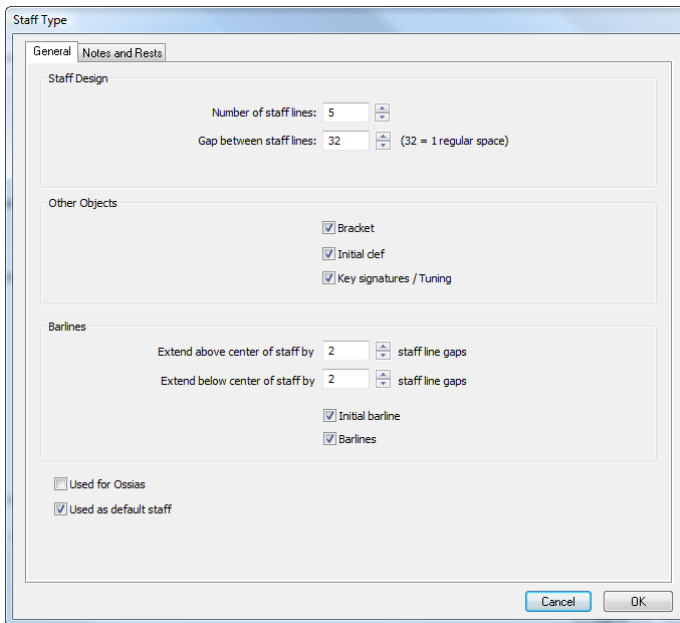 Staff Type
General Notes and Rests
Staff Design
Number of staff lines: 5
Gap between staff lines: 32 (32 = 1 regular space)
Other Objects
Bracket
Initial clef
Key signatures / Tuning
Barlines
Extend above center of staff by 2 staff line gaps
Extend below center of staff by 2 staff line gaps
Initial barline
Barlines
Used for Ossias
Used as default staff
Cancel OK